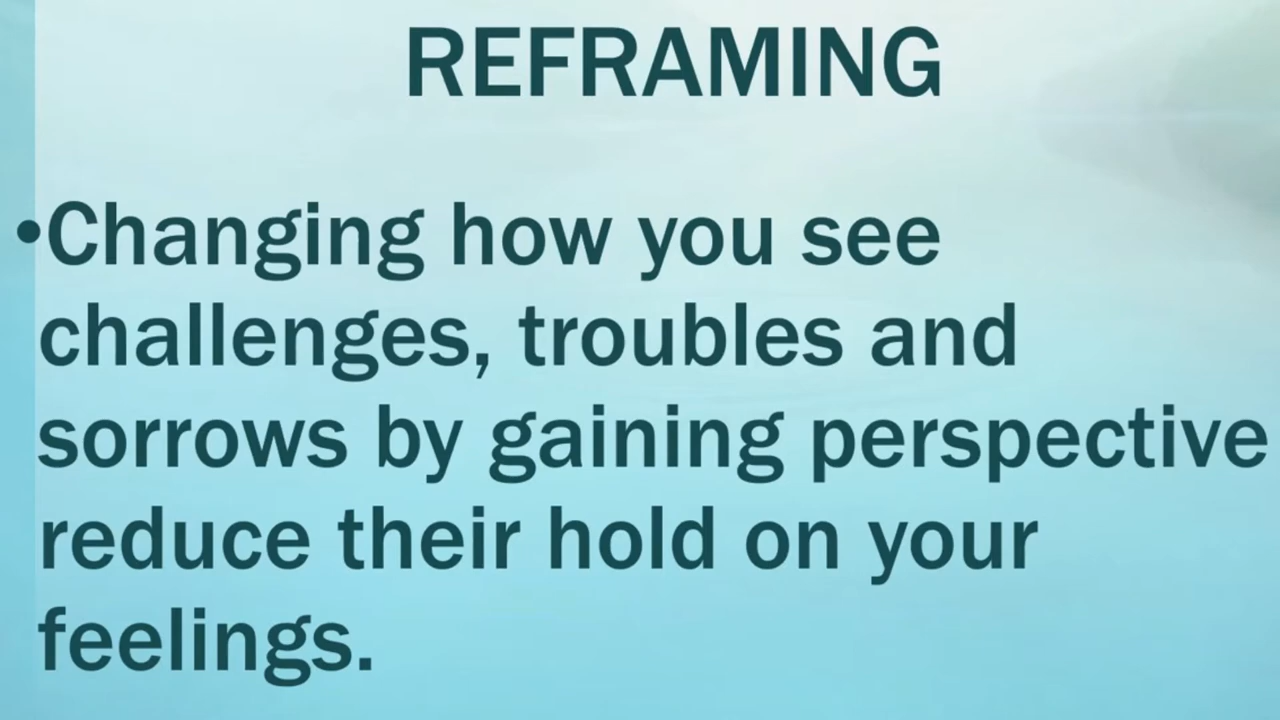 REFRAMING
•Changing how you see
challenges, troubles and
sorrows by gaining perspective
reduce their hold on your
feelings.